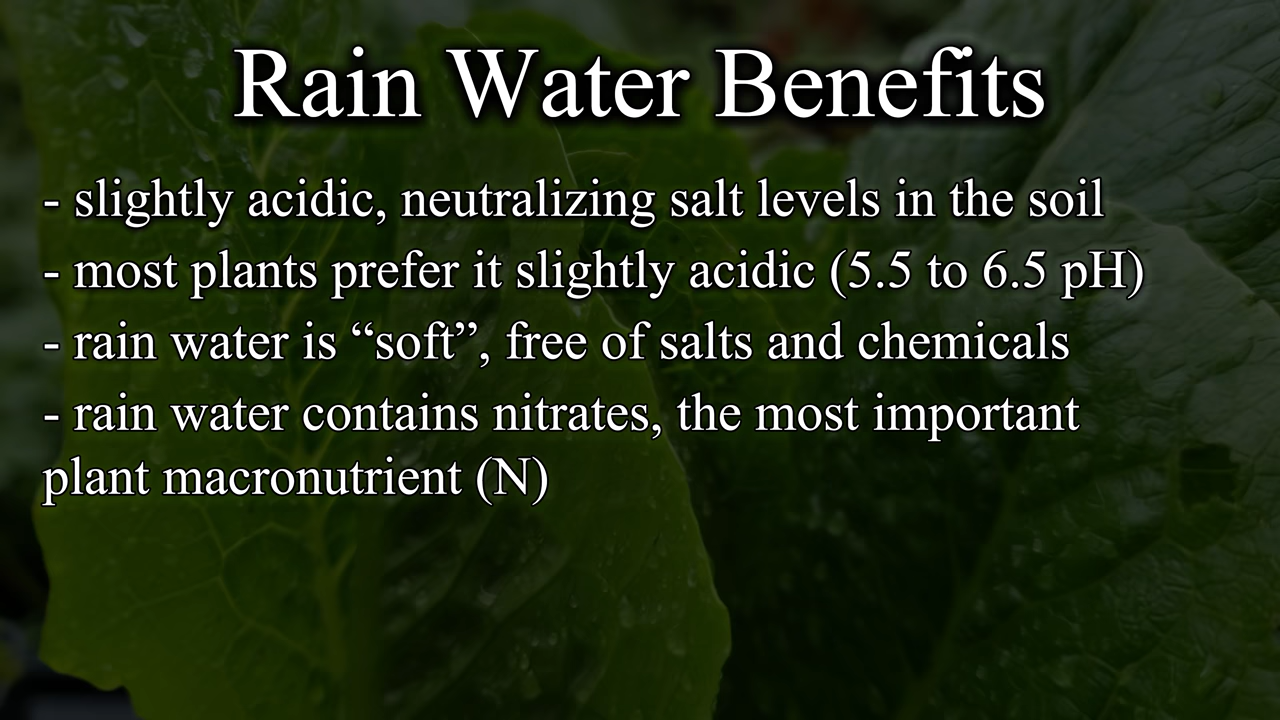 Rain Water Benefits
- slightly acidic, neutralizing salt levels in the soil
- most plants prefer it slightly acidic (5.5 to 6.5 pH)
- rain water is “soft”, free of salts and chemicals
- rain water contains nitrates, the most important
plant macronutrient (N)